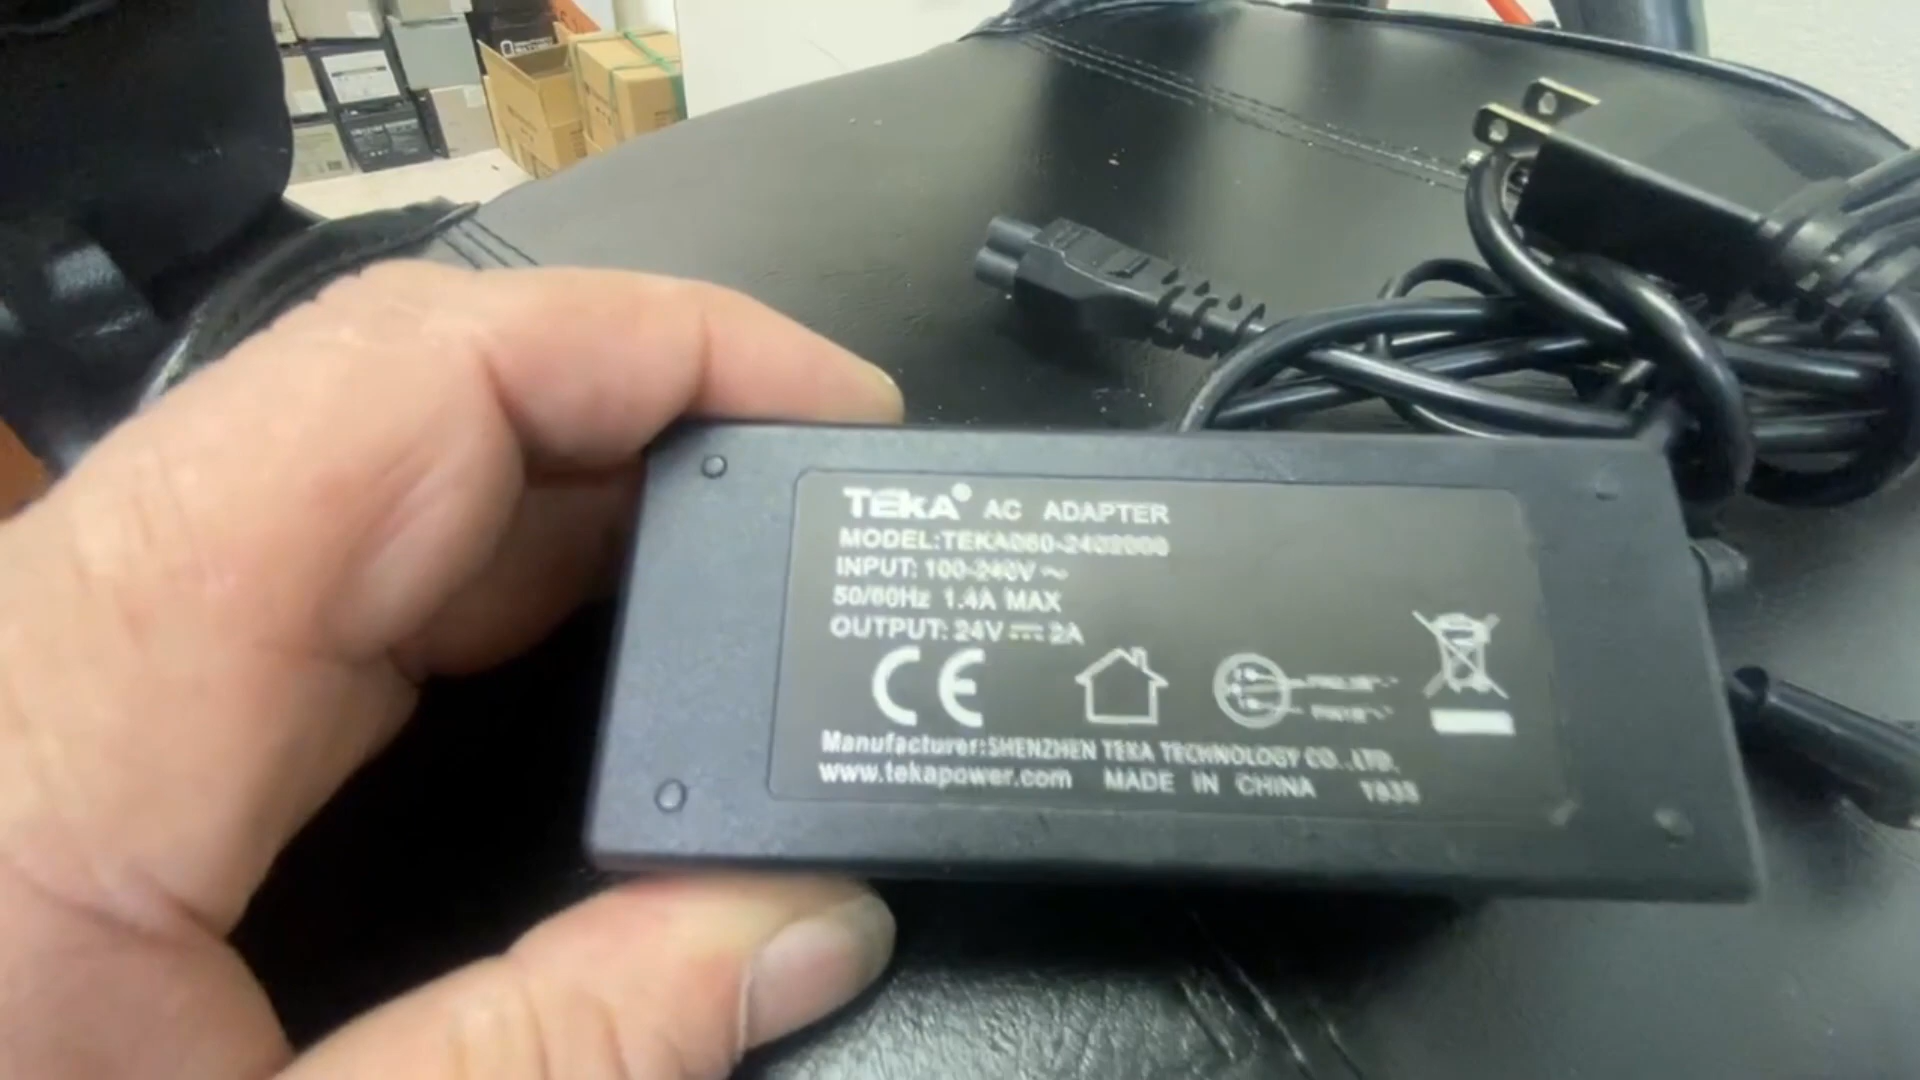 TEKA® AC ADAPTER
MODEL:TEKA060-2402000
INPUT: 100-240V ~
50/60Hz 1.4A MAX
OUTPUT: 24V ⎓ 2A
CE
Manufacturer:SHENZHEN TEKA TECHNOLOGY CO.,LTD.
www.tekapower.com MADE IN CHINA